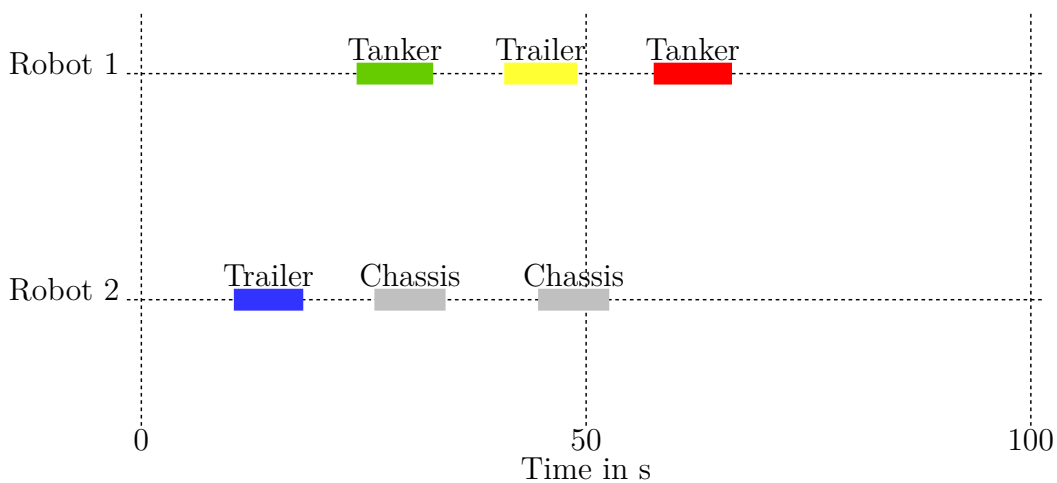 Tanker Trailer Tanker
Robot 1
Trailer Chassis Chassis
Robot 2
0 50 100
Time in s